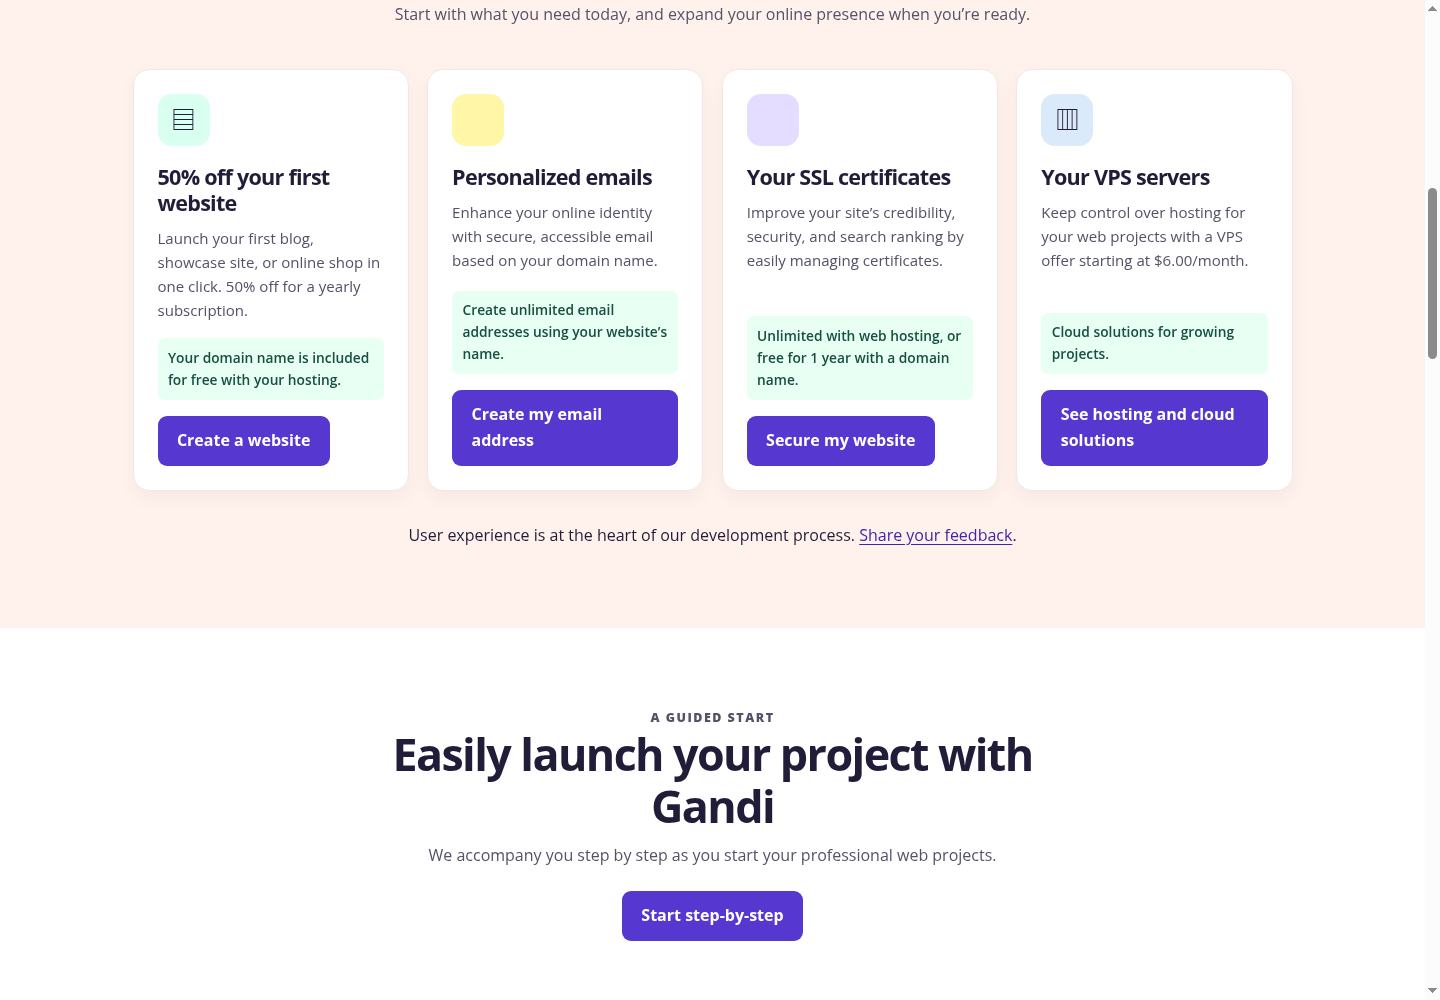 Start with what you need today, and expand your online presence when you’re ready.
50% off your first
website
Launch your first blog,
showcase site, or online shop in
one click. 50% off for a yearly
subscription.
Your domain name is included
for free with your hosting.
Create a website
Personalized emails
Enhance your online identity
with secure, accessible email
based on your domain name.
Create unlimited email
addresses using your website’s
name.
Create my email
address
Your SSL certificates
Improve your site’s credibility,
security, and search ranking by
easily managing certificates.
Unlimited with web hosting, or
free for 1 year with a domain
name.
Secure my website
Your VPS servers
Keep control over hosting for
your web projects with a VPS
offer starting at $6.00/month.
Cloud solutions for growing
projects.
See hosting and cloud
solutions
User experience is at the heart of our development process. Share your feedback.
A GUIDED START
Easily launch your project with
Gandi
We accompany you step by step as you start your professional web projects.
Start step-by-step